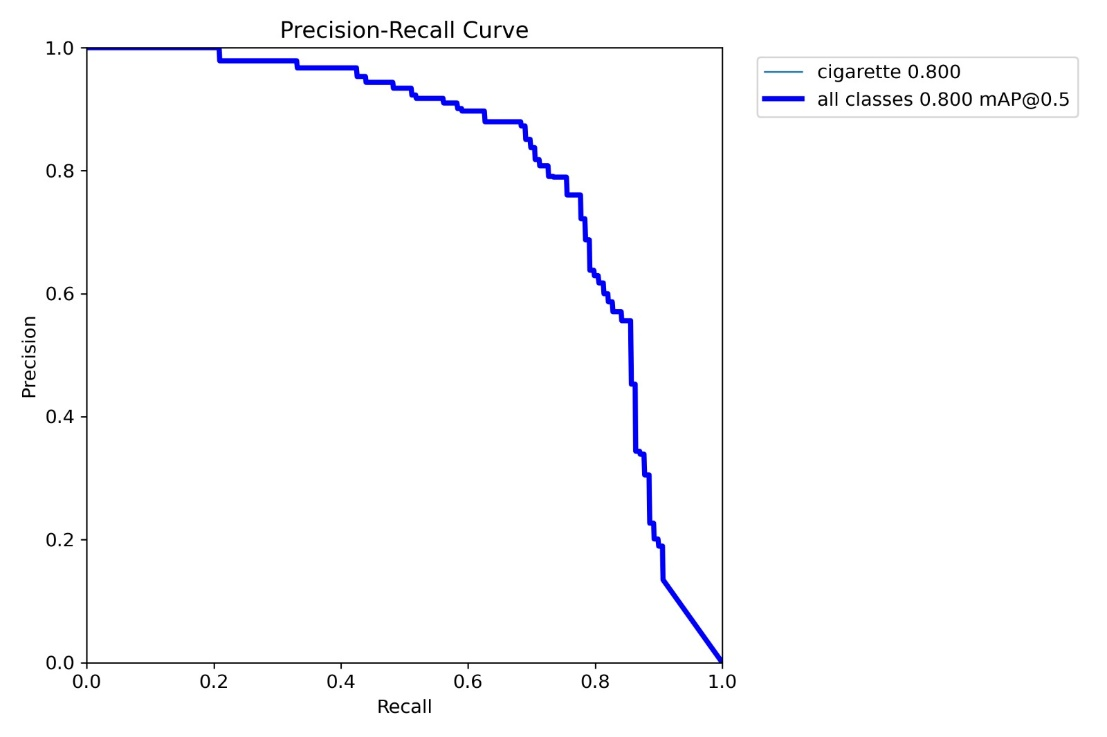 Precision-Recall Curve
1.0
0.8
0.6
0.4
0.2
0.0
Precision
0.0 0.2 0.4 0.6 0.8 1.0
Recall
cigarette 0.800
all classes 0.800 mAP@0.5